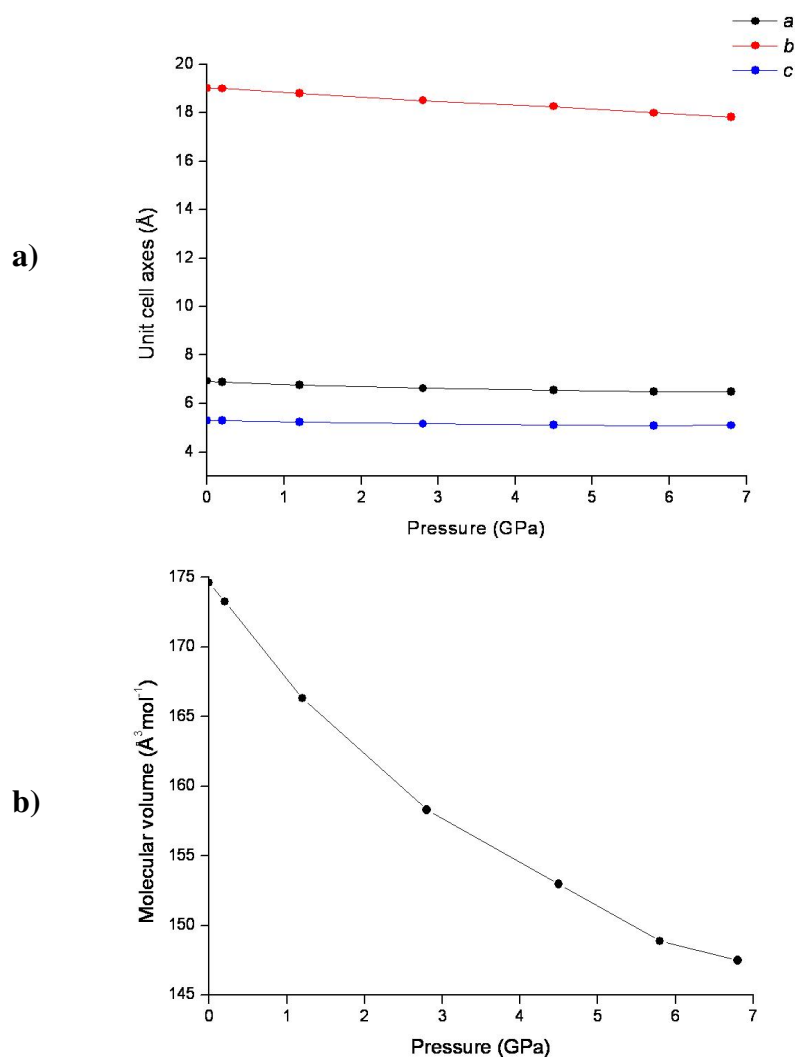 a
b
c
a)
20
18
16
14
12
10
8
6
4
Unit cell axes (Å)
0 1 2 3 4 5 6 7
Pressure (GPa)
b)
175
170
165
160
155
150
145
Molecular volume (Å³mol⁻¹)
0 1 2 3 4 5 6 7
Pressure (GPa)